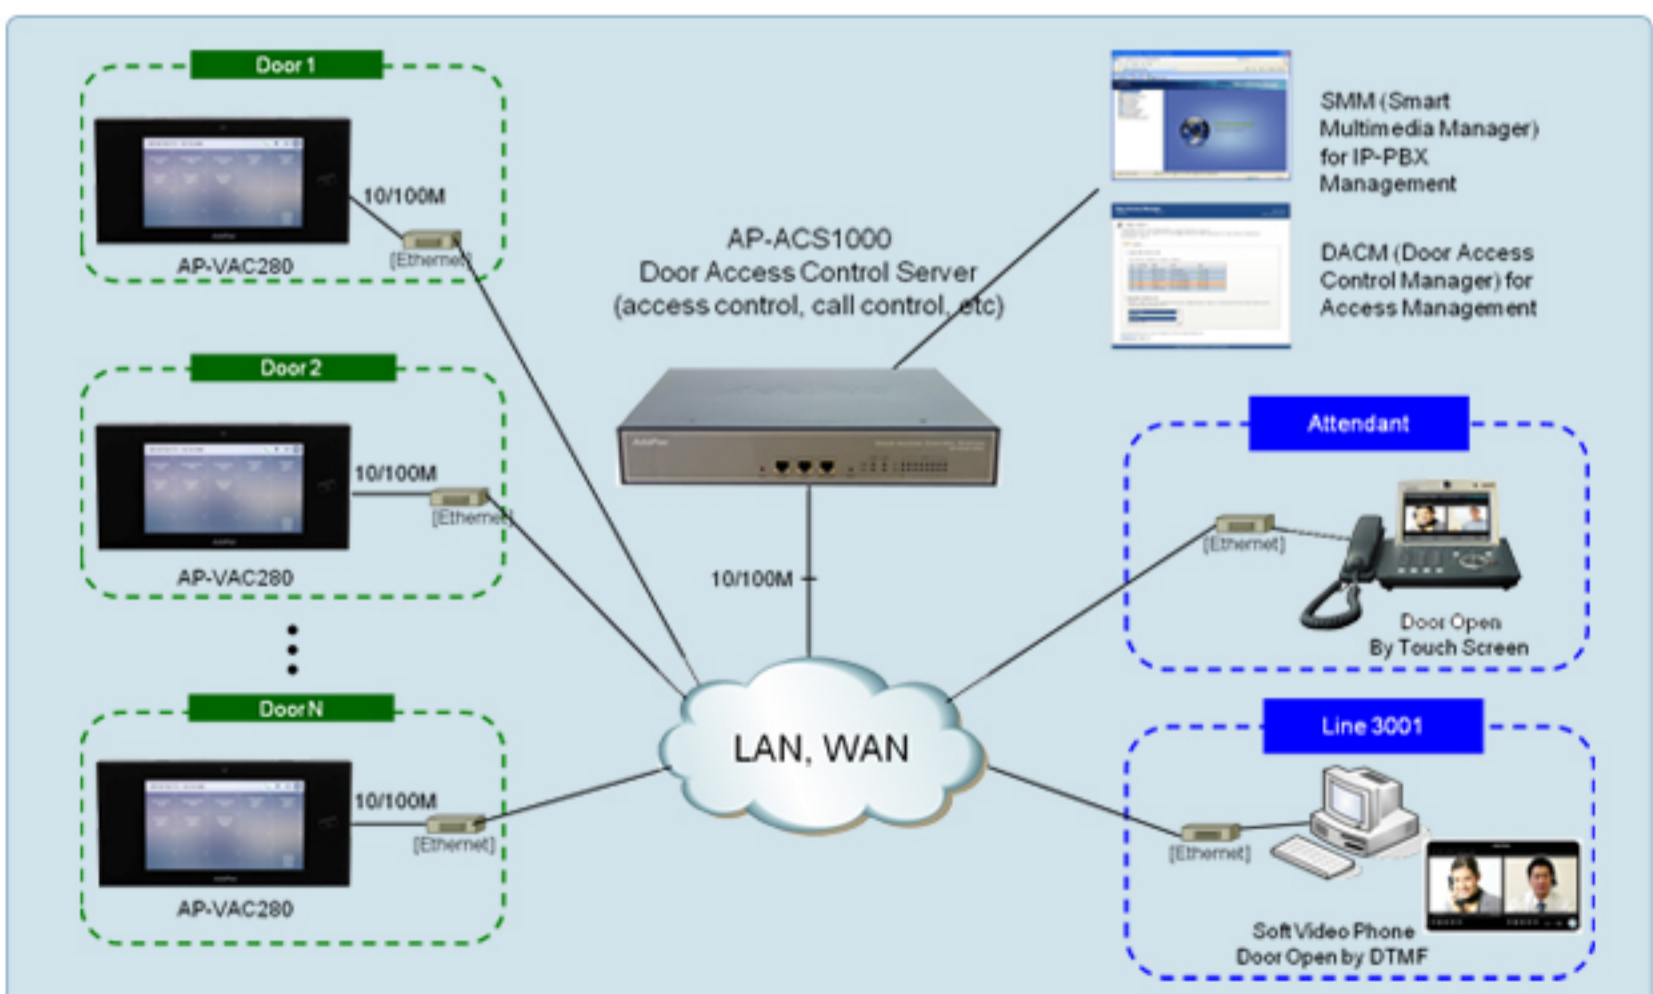 Door 1
10/100M
[Ethernet]
AP-VAC280
Door 2
10/100M
[Ethernet]
AP-VAC280
Door N
10/100M
[Ethernet]
AP-VAC280
AP-ACS1000
Door Access Control Server
(access control, call control, etc)
AddPac
10/100M
LAN, WAN
SMM (Smart
Multimedia Manager)
for IP-PBX
Management
DACM (Door Access
Control Manager) for
Access Management
Attendant
[Ethernet]
Door Open
By Touch Screen
Line 3001
[Ethernet]
Soft Video Phone
Door Open by DTMF